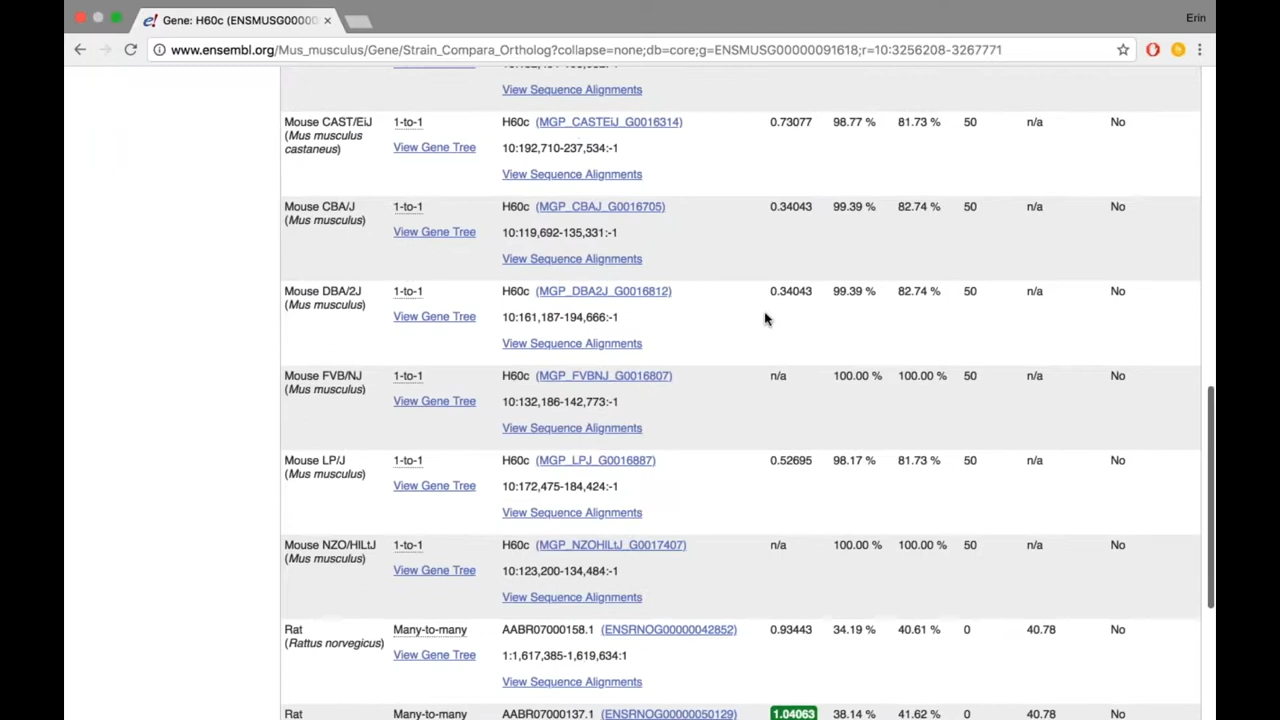 Gene: H60c (ENSMUSG00000
Erin
www.ensembl.org/Mus_musculus/Gene/Strain_Compara_Ortholog?collapse=none;db=core;g=ENSMUSG00000091618;r=10:3256208-3267771
View Sequence Alignments
Mouse CAST/EiJ 1-to-1 H60c (MGP_CASTEiJ_G0016314) 0.73077 98.77 % 81.73 % 50 n/a No
(Mus musculus
castaneus)
View Gene Tree 10:192,710-237,534:-1
View Sequence Alignments
Mouse CBA/J 1-to-1 H60c (MGP_CBAJ_G0016705) 0.34043 99.39 % 82.74 % 50 n/a No
(Mus musculus)
View Gene Tree 10:119,692-135,331:-1
View Sequence Alignments
Mouse DBA/2J 1-to-1 H60c (MGP_DBA2J_G0016812) 0.34043 99.39 % 82.74 % 50 n/a No
(Mus musculus)
View Gene Tree 10:161,187-194,666:-1
View Sequence Alignments
Mouse FVB/NJ 1-to-1 H60c (MGP_FVBNJ_G0016807) n/a 100.00 % 100.00 % 50 n/a No
(Mus musculus)
View Gene Tree 10:132,186-142,773:-1
View Sequence Alignments
Mouse LP/J 1-to-1 H60c (MGP_LPJ_G0016887) 0.52695 98.17 % 81.73 % 50 n/a No
(Mus musculus)
View Gene Tree 10:172,475-184,424:-1
View Sequence Alignments
Mouse NZO/HlLtJ 1-to-1 H60c (MGP_NZOHlLtJ_G0017407) n/a 100.00 % 100.00 % 50 n/a No
(Mus musculus)
View Gene Tree 10:123,200-134,484:-1
View Sequence Alignments
Rat Many-to-many AABR07000158.1 (ENSRNOG00000042852) 0.93443 34.19 % 40.61 % 0 40.78 No
(Rattus norvegicus)
View Gene Tree 1:1,617,385-1,619,634:1
View Sequence Alignments
Rat Many-to-many AABR07000137.1 (ENSRNOG00000050129) 1.04063 38.14 % 41.62 % 0 40.78 No